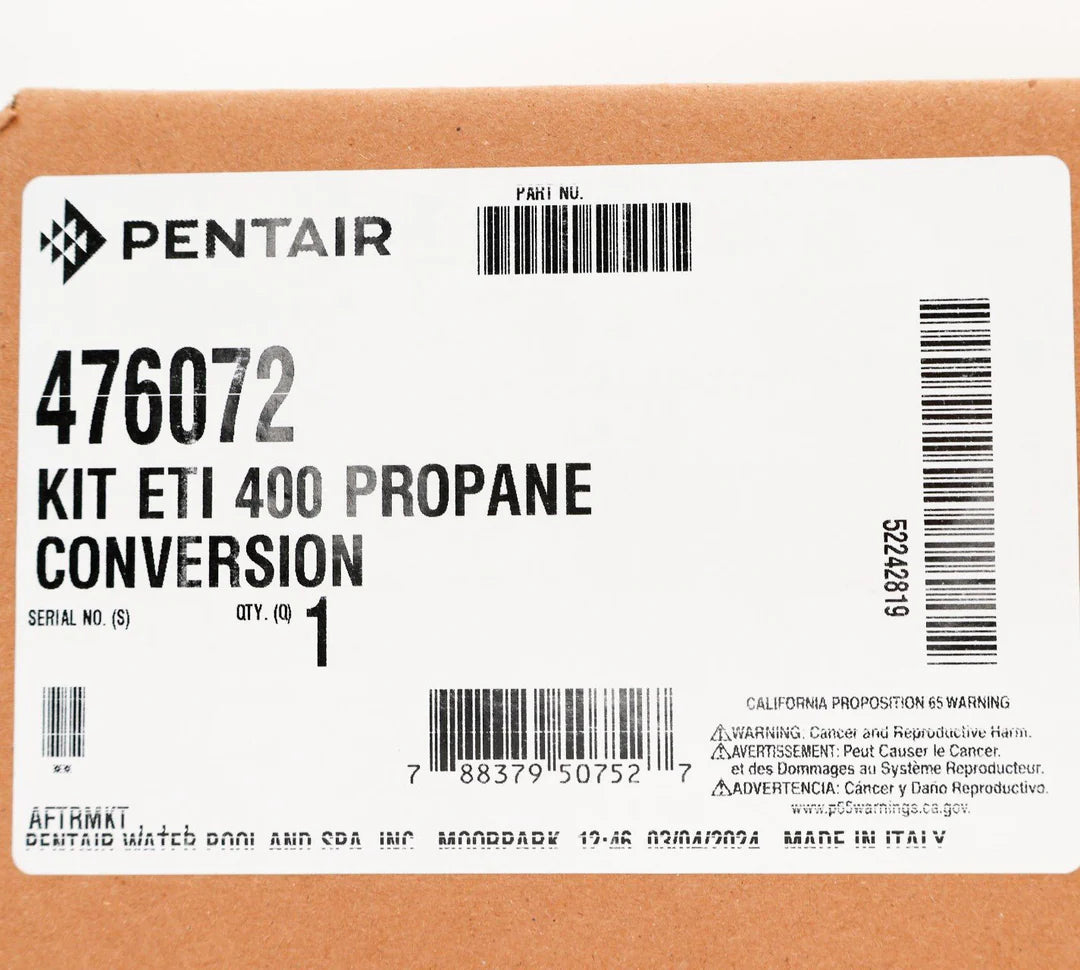 PENTAIR
PART NO.
476072
KIT ETI 400 PROPANE
CONVERSION
SERIAL NO. (S)
QTY. (Q) 1
52242819
7 88379 50752 7
CALIFORNIA PROPOSITION 65 WARNING
WARNING: Cancer and Reproductive Harm.
AVERTISSEMENT: Peut Causer le Cancer.
et des Dommages au Système Reproducteur.
ADVERTENCIA: Cáncer y Daño Reproductivo.
www.p65warnings.ca.gov.
AFTRMKT
PENTAIR WATER POOL AND SPA, INC. MOORPARK 12:46 03/04/2024 MADE IN ITALY